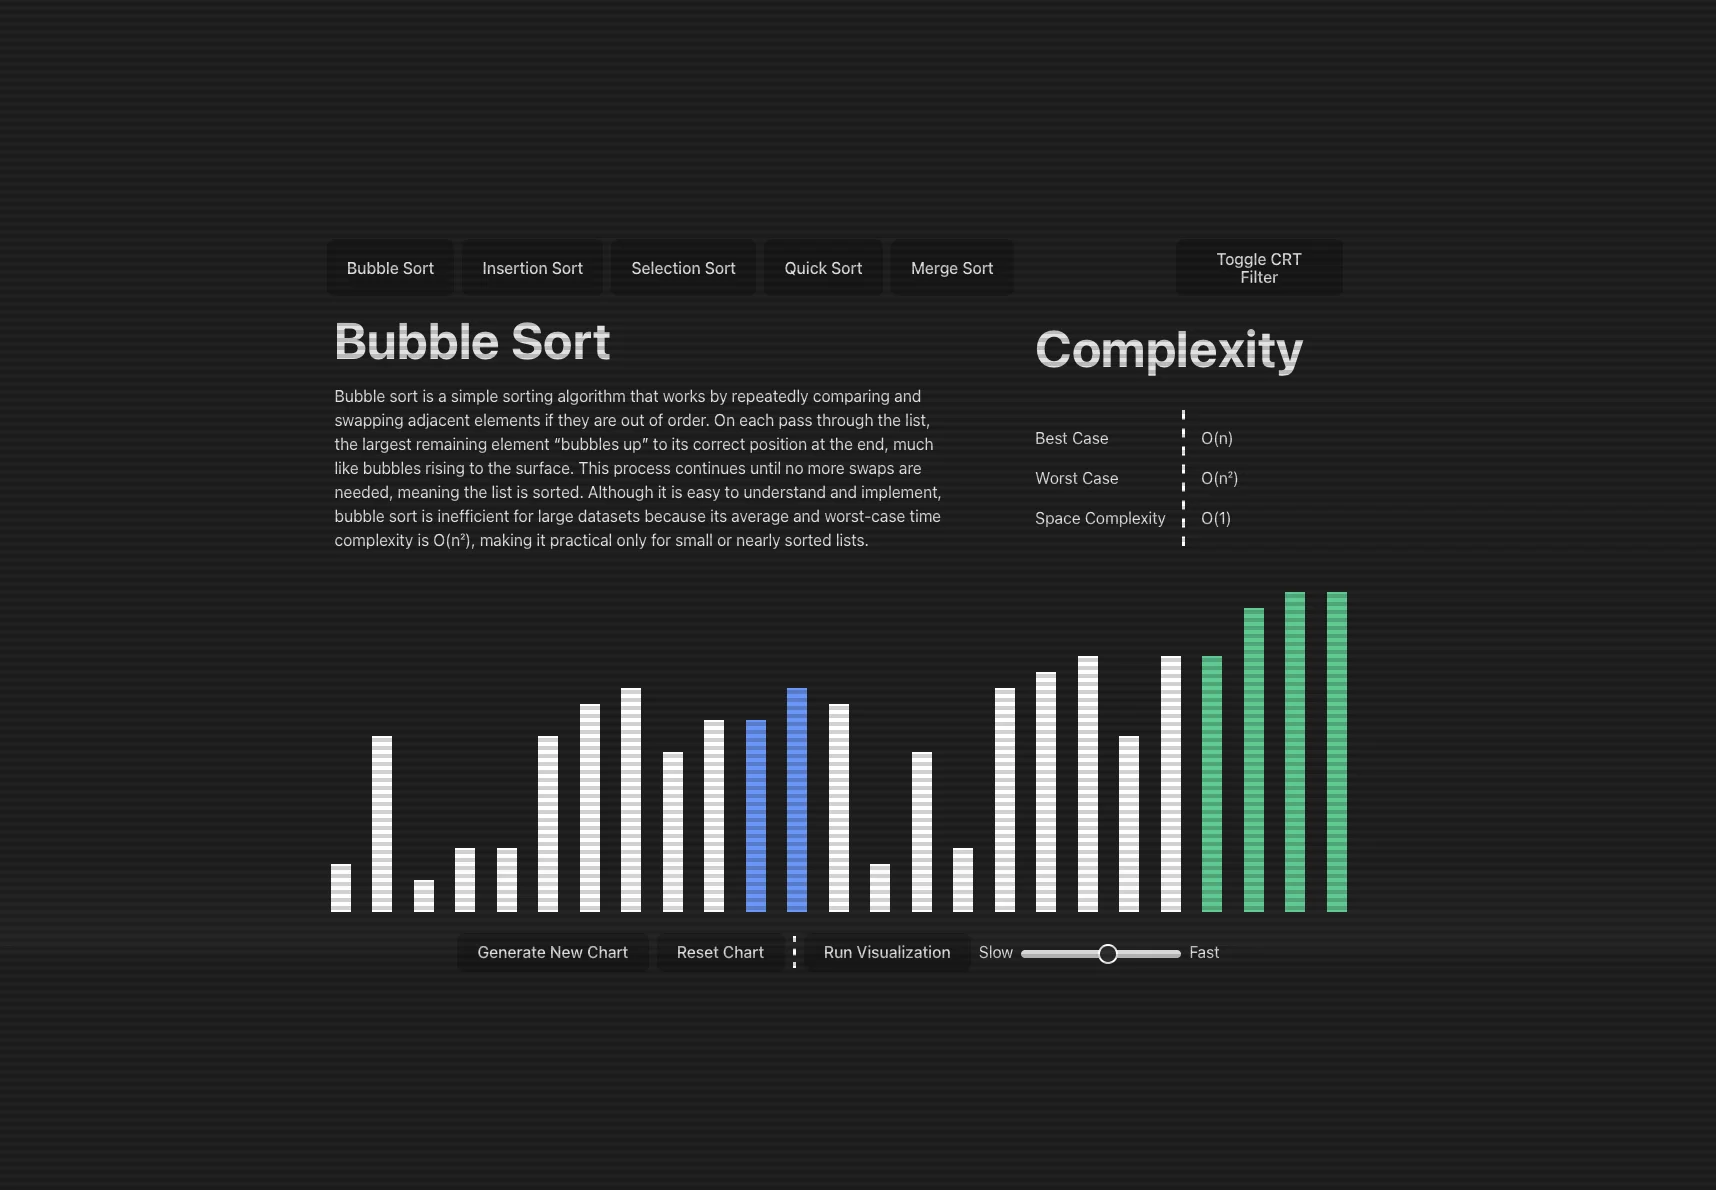 Bubble Sort
Insertion Sort
Selection Sort
Quick Sort
Merge Sort
Toggle CRT
Filter
Bubble Sort
Bubble sort is a simple sorting algorithm that works by repeatedly comparing and
swapping adjacent elements if they are out of order. On each pass through the list,
the largest remaining element “bubbles up” to its correct position at the end, much
like bubbles rising to the surface. This process continues until no more swaps are
needed, meaning the list is sorted. Although it is easy to understand and implement,
bubble sort is inefficient for large datasets because its average and worst-case time
complexity is O(n²), making it practical only for small or nearly sorted lists.
Complexity
Best Case O(n)
Worst Case O(n²)
Space Complexity O(1)
Generate New Chart
Reset Chart
Run Visualization
Slow
Fast